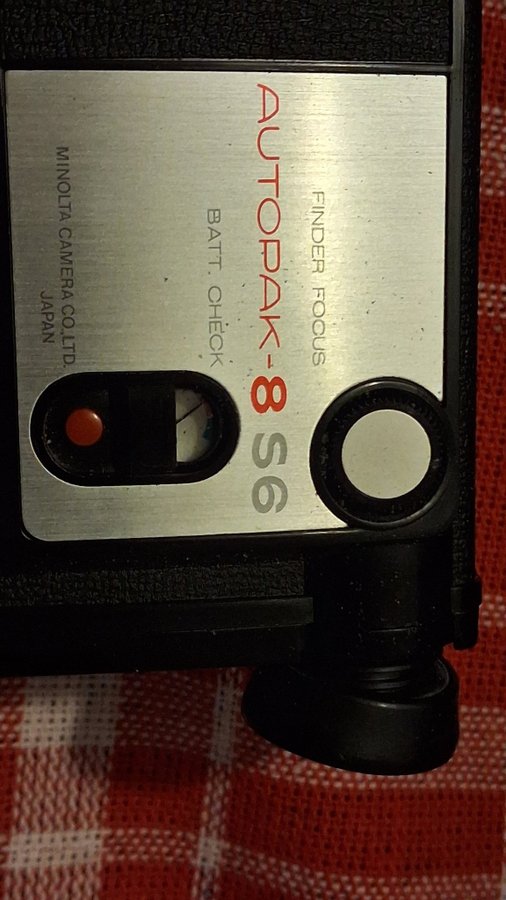 FINDER FOCUS
AUTOPAK-8 S6
BATT. CHECK
MINOLTA CAMERA CO.,LTD.
JAPAN